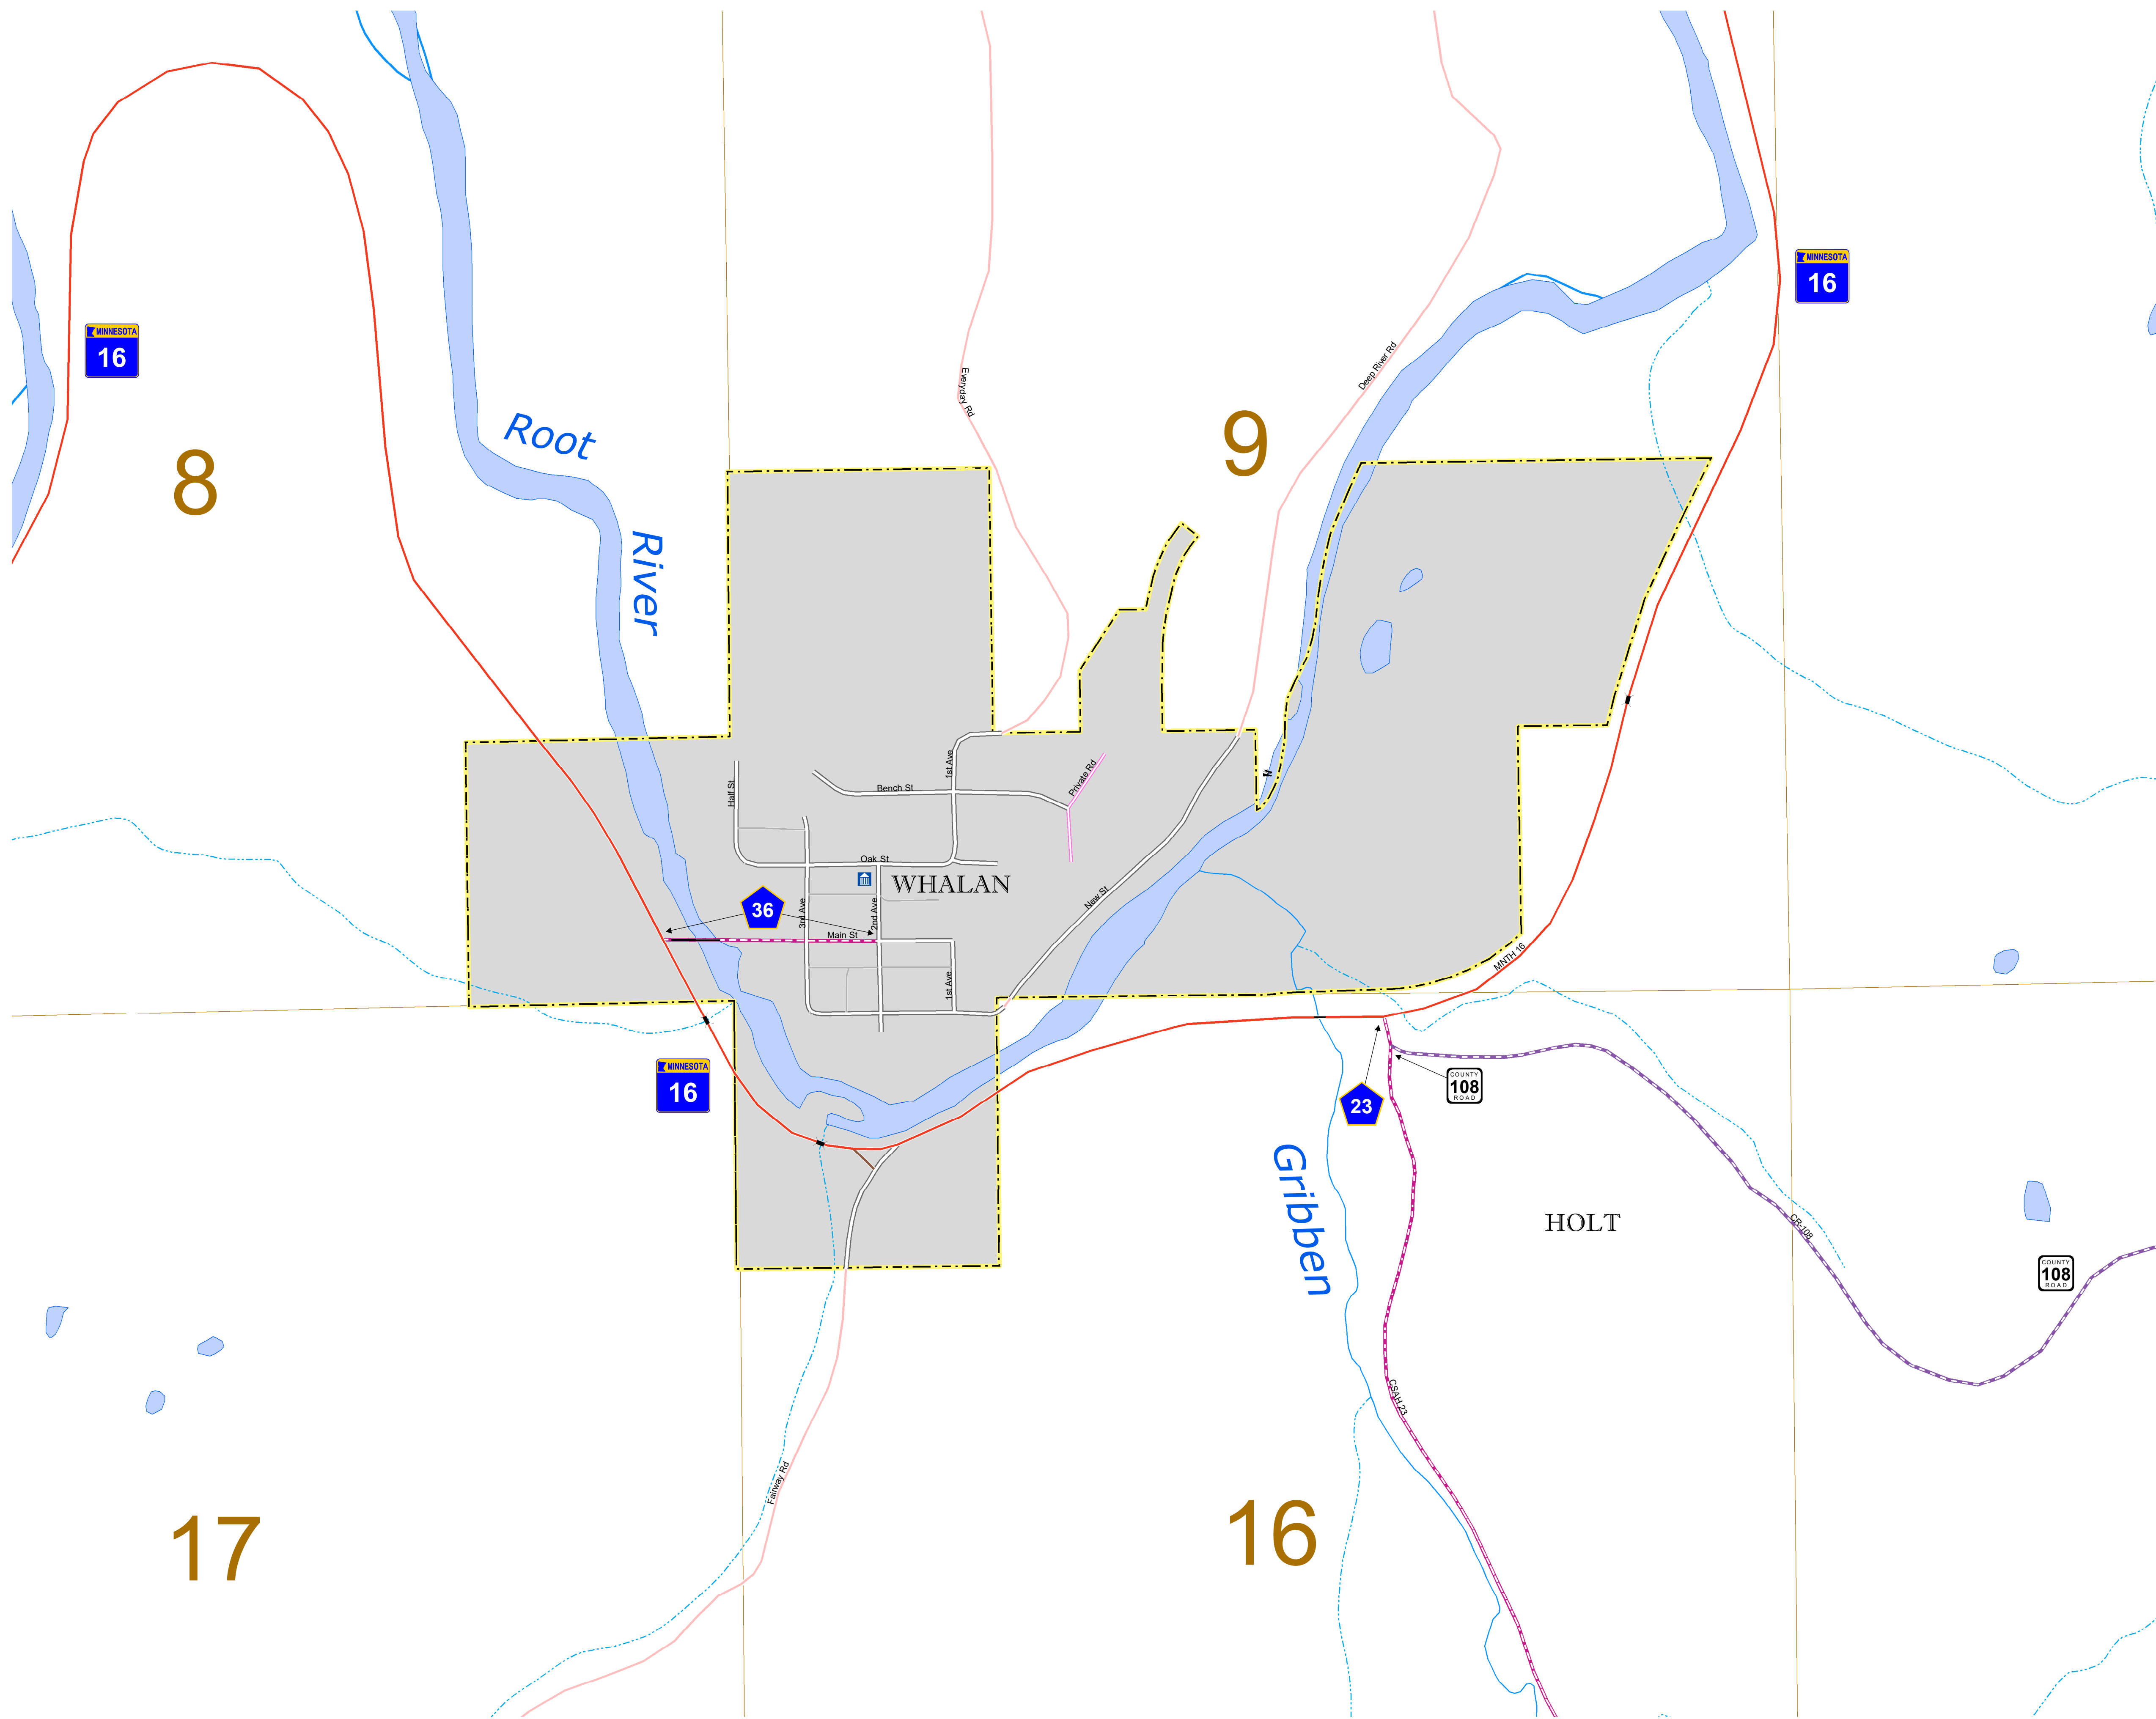 MINNESOTA
16
MINNESOTA
16
8
Root
River
Everyday Rd
9
Deep River Rd
Half St
Bench St
1st Ave
Private Rd
Oak St
WHALAN
36
3rd Ave
2nd Ave
Main St
New St
1st Ave
MNTH 16
MINNESOTA
16
23
COUNTY
108
ROAD
Gribben
HOLT
CR-108
COUNTY
108
ROAD
CSAH 23
Fairway Rd
17
16